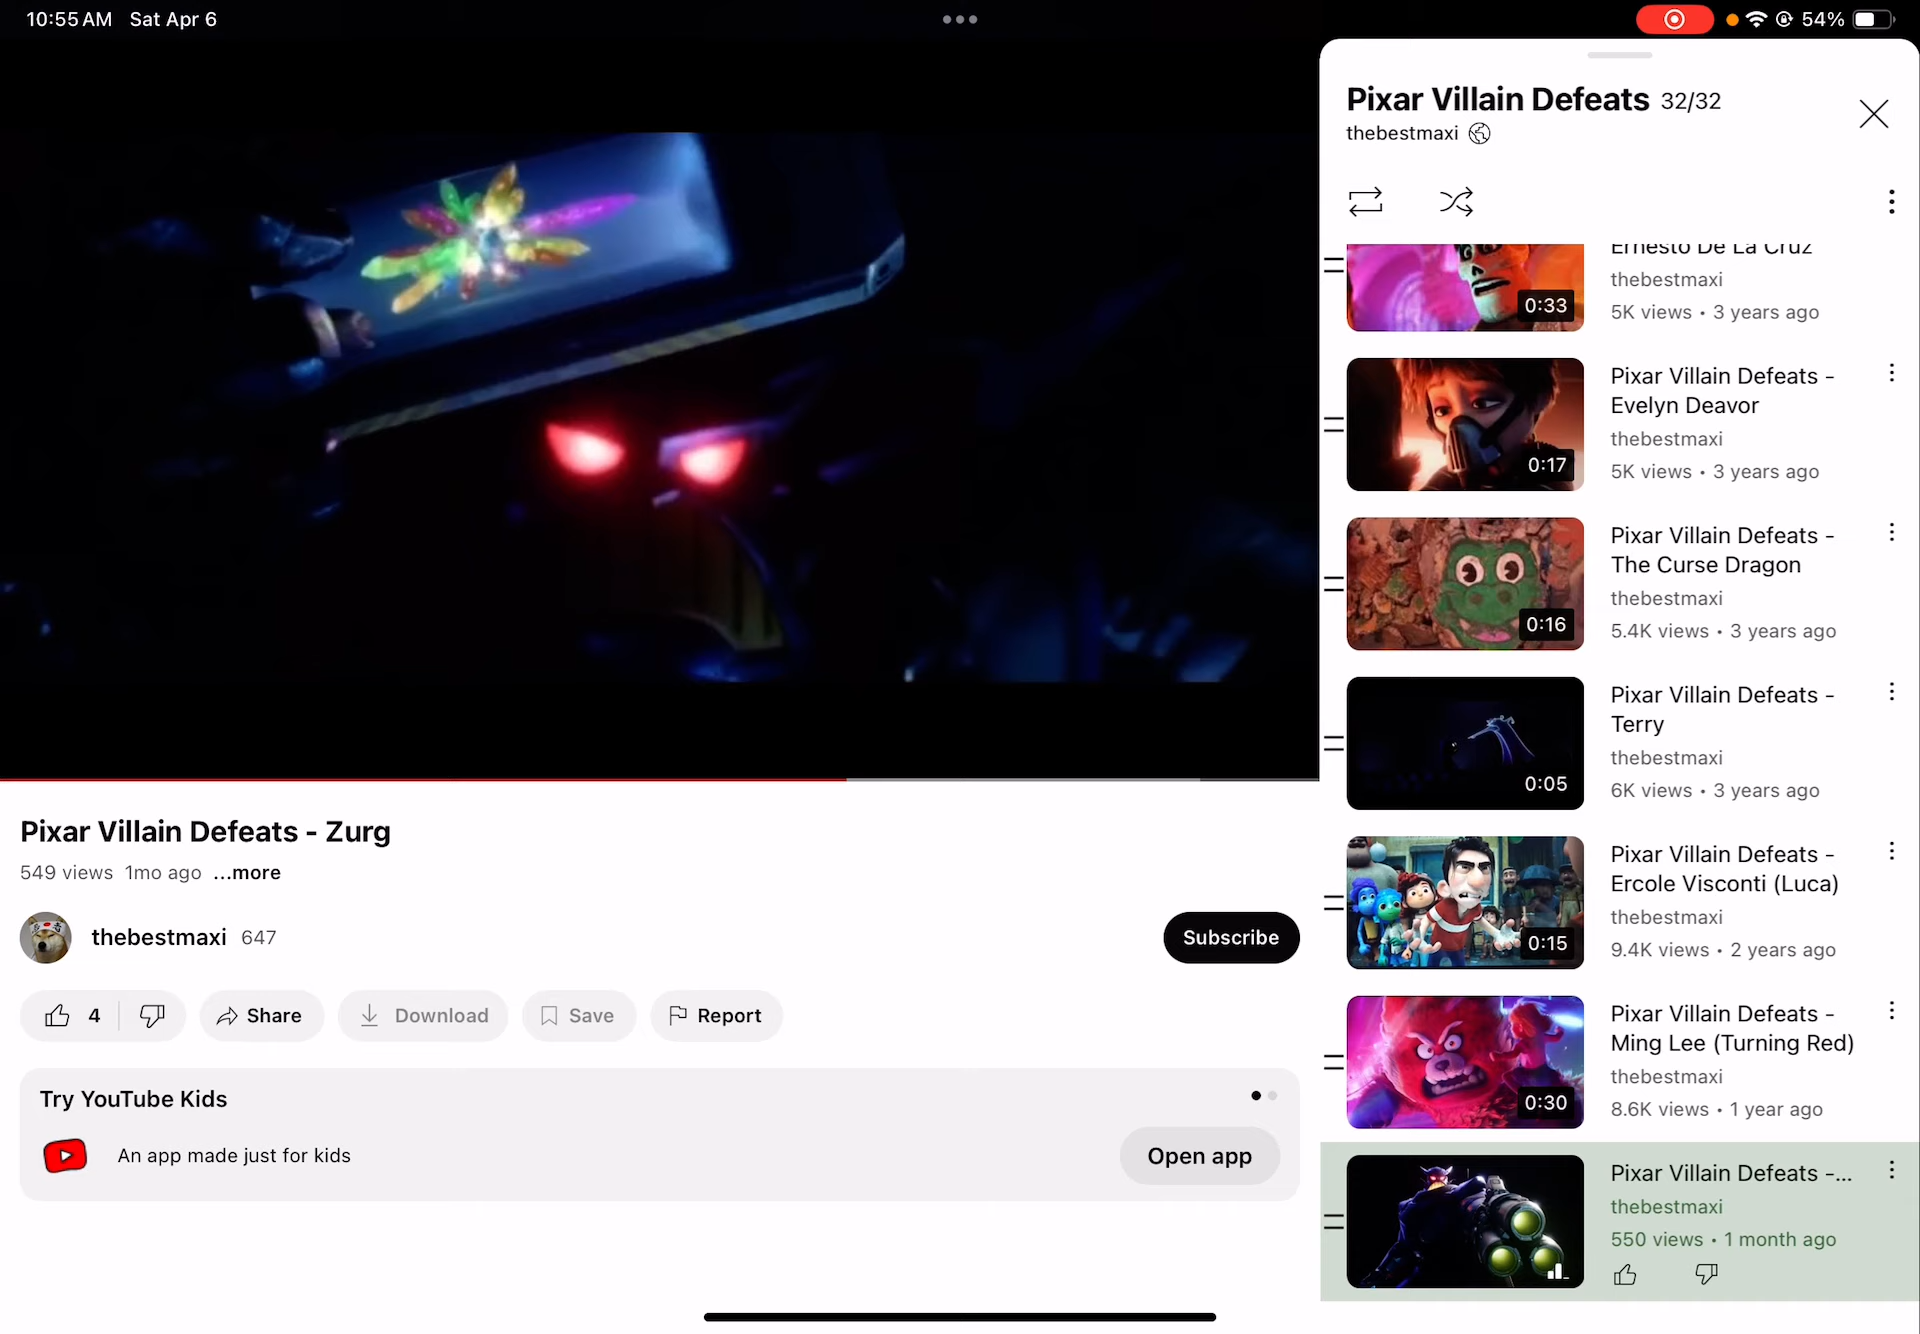 10:55 AM Sat Apr 6
54%
Pixar Villain Defeats 32/32
thebestmaxi
Ernesto De La Cruz
thebestmaxi
5K views • 3 years ago
0:33
Pixar Villain Defeats -
Evelyn Deavor
thebestmaxi
5K views • 3 years ago
0:17
Pixar Villain Defeats -
The Curse Dragon
thebestmaxi
5.4K views • 3 years ago
0:16
Pixar Villain Defeats -
Terry
thebestmaxi
6K views • 3 years ago
0:05
Pixar Villain Defeats -
Ercole Visconti (Luca)
thebestmaxi
9.4K views • 2 years ago
0:15
Pixar Villain Defeats -
Ming Lee (Turning Red)
thebestmaxi
8.6K views • 1 year ago
0:30
Pixar Villain Defeats -...
thebestmaxi
550 views • 1 month ago
Pixar Villain Defeats - Zurg
549 views 1mo ago ...more
thebestmaxi 647
Subscribe
4
Share
Download
Save
Report
Try YouTube Kids
An app made just for kids
Open app